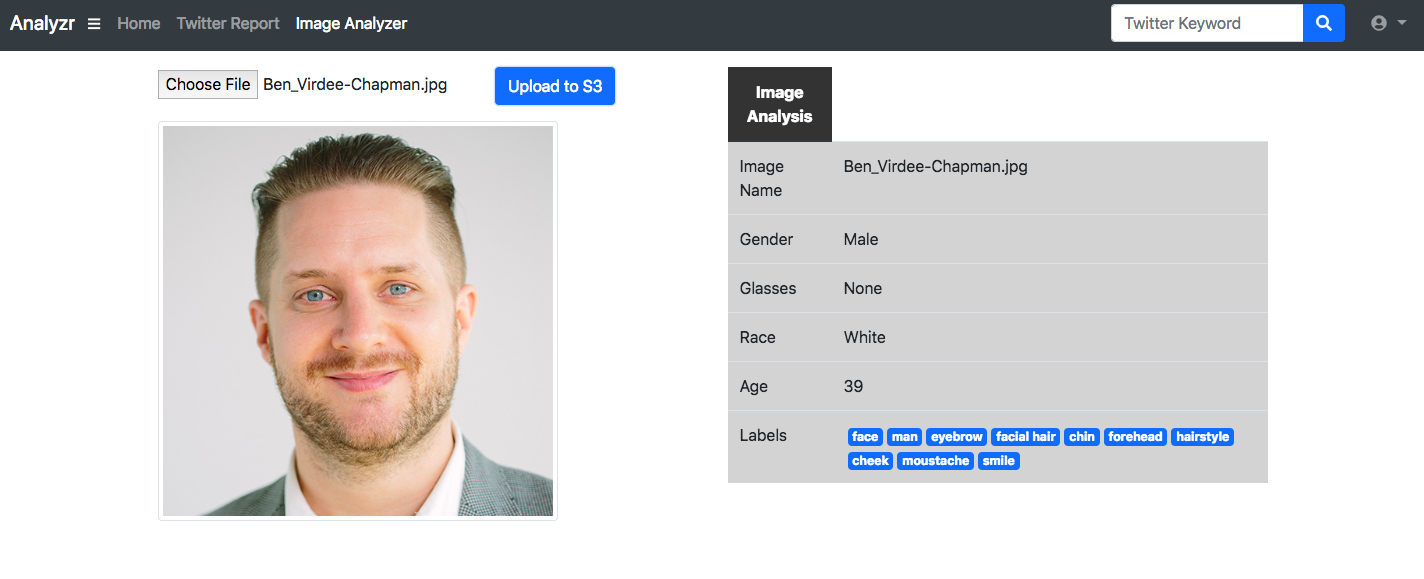 Analyzr Home Twitter Report Image Analyzer Twitter Keyword
Choose File Ben_Virdee-Chapman.jpg Upload to S3
Image
Analysis
Image
Name
Ben_Virdee-Chapman.jpg
Gender Male
Glasses None
Race White
Age 39
Labels face man eyebrow facial hair chin forehead hairstyle
cheek moustache smile